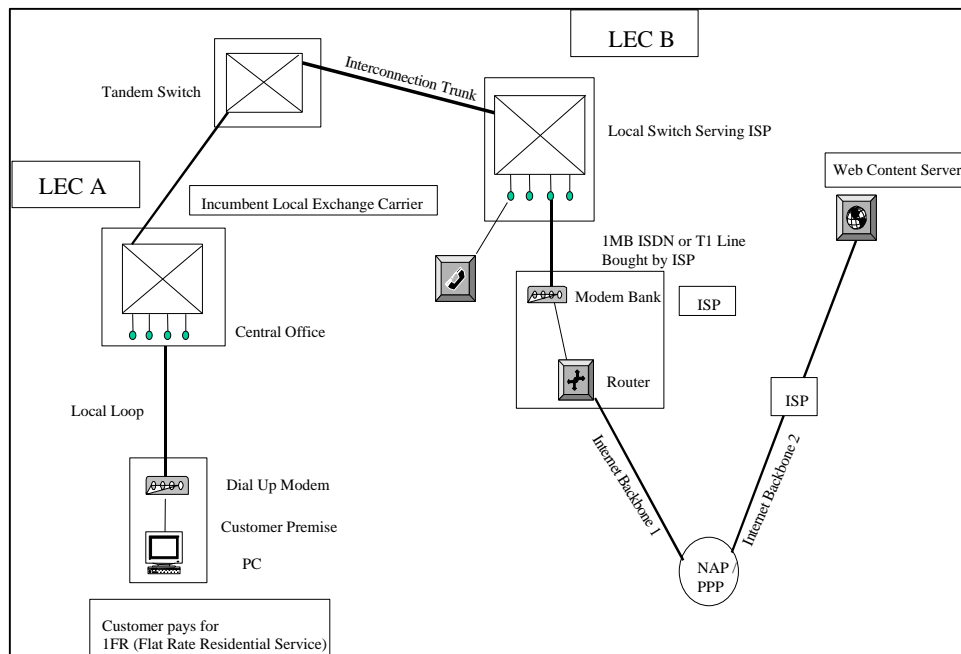 LEC B
Interconnection Trunk
Tandem Switch
Local Switch Serving ISP
Web Content Server
LEC A
Incumbent Local Exchange Carrier
1MB ISDN or T1 Line
Bought by ISP
Modem Bank
ISP
Central Office
Router
ISP
Local Loop
Internet Backbone 1
Internet Backbone 2
Dial Up Modem
Customer Premise
PC
NAP /
PPP
Customer pays for
1FR (Flat Rate Residential Service)